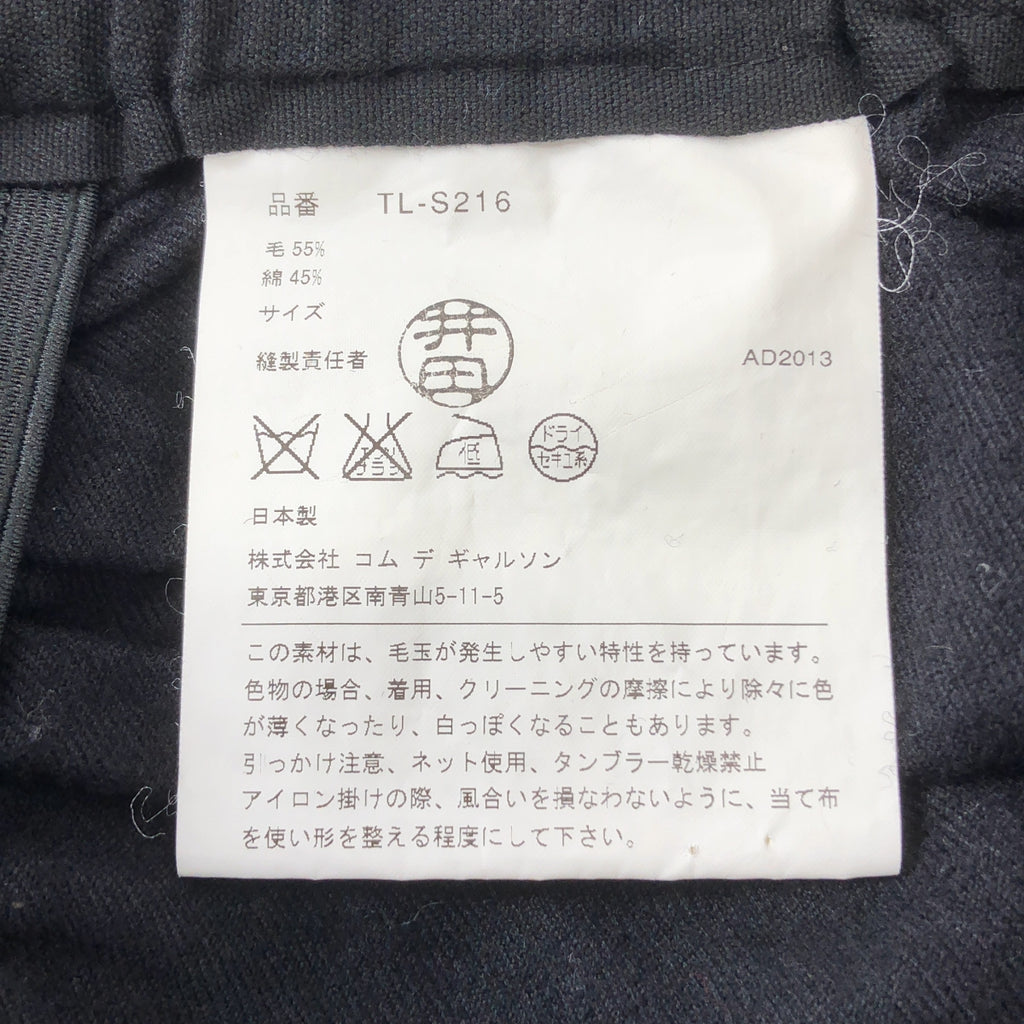 品番 TL-S216
毛 55%
綿 45%
サイズ
縫製責任者 井田 AD2013
エンソ サラシ 低 ドライ セキユ系
日本製
株式会社 コム デ ギャルソン
東京都港区南青山5-11-5
この素材は、毛玉が発生しやすい特性を持っています。
色物の場合、着用、クリーニングの摩擦により除々に色
が薄くなったり、白っぽくなることもあります。
引っかけ注意、ネット使用、タンブラー乾燥禁止
アイロン掛けの際、風合いを損なわないように、当て布
を使い形を整える程度にして下さい。